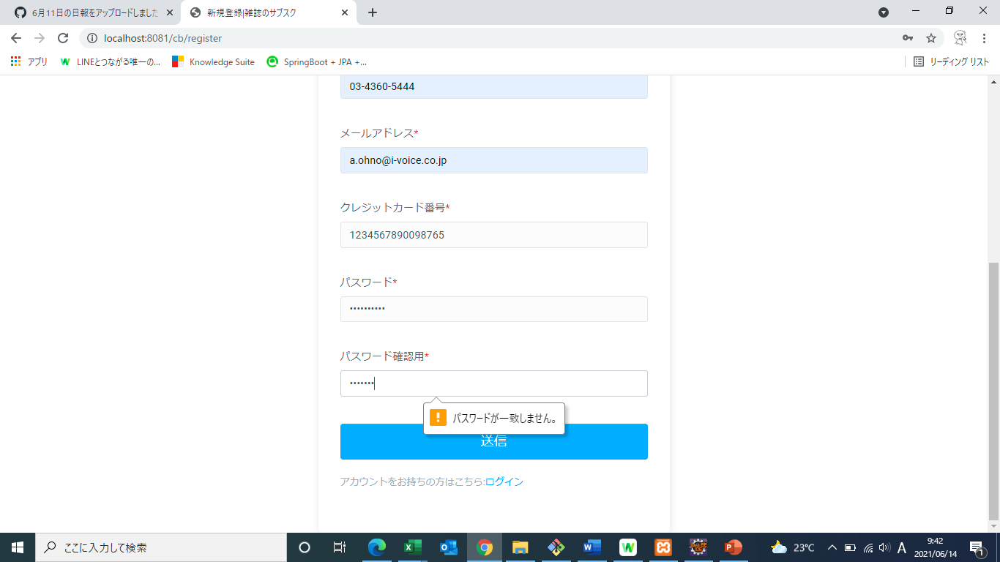 6月11日の日報をアップロードしました
新規登録|雑誌のサブスク
localhost:8081/cb/register
アプリ
LINEとつながる唯一の...
Knowledge Suite
SpringBoot + JPA +...
リーディング リスト
03-4360-5444
メールアドレス*
a.ohno@i-voice.co.jp
クレジットカード番号*
1234567890098765
パスワード*
••••••••••
パスワード確認用*
•••••••
パスワードが一致しません。
送信
アカウントをお持ちの方はこちら:ログイン
ここに入力して検索
23°C
A
9:42
2021/06/14
1